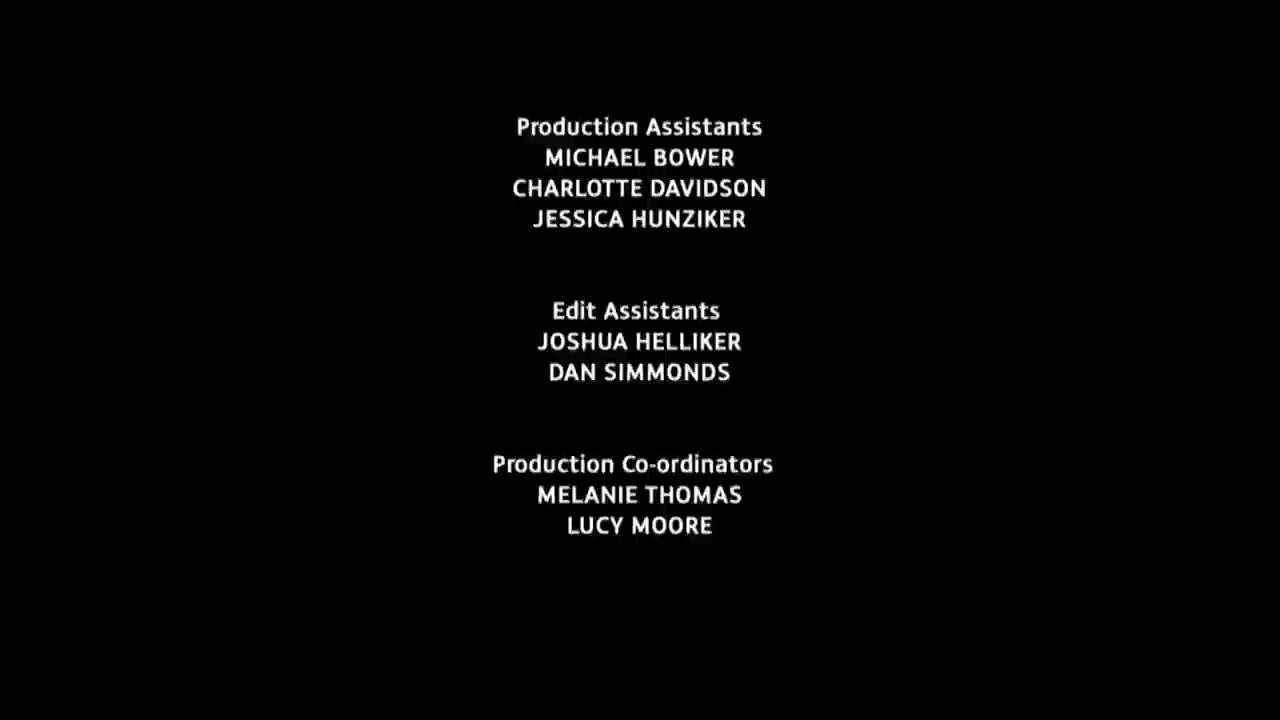 Production Assistants
MICHAEL BOWER
CHARLOTTE DAVIDSON
JESSICA HUNZIKER
Edit Assistants
JOSHUA HELLIKER
DAN SIMMONDS
Production Co-ordinators
MELANIE THOMAS
LUCY MOORE